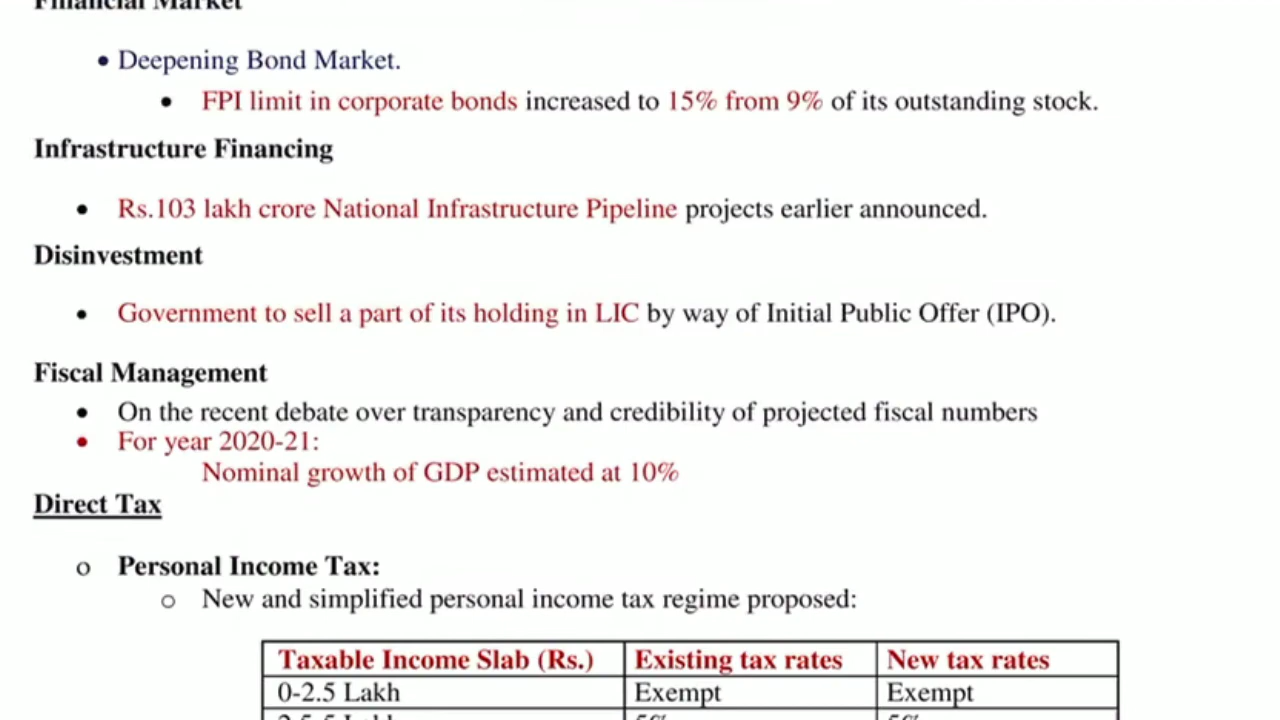 Financial Market
• Deepening Bond Market.
• FPI limit in corporate bonds increased to 15% from 9% of its outstanding stock.
Infrastructure Financing
• Rs.103 lakh crore National Infrastructure Pipeline projects earlier announced.
Disinvestment
• Government to sell a part of its holding in LIC by way of Initial Public Offer (IPO).
Fiscal Management
• On the recent debate over transparency and credibility of projected fiscal numbers
• For year 2020-21:
Nominal growth of GDP estimated at 10%
Direct Tax
o Personal Income Tax:
o New and simplified personal income tax regime proposed:
Taxable Income Slab (Rs.) Existing tax rates New tax rates
0-2.5 Lakh Exempt Exempt